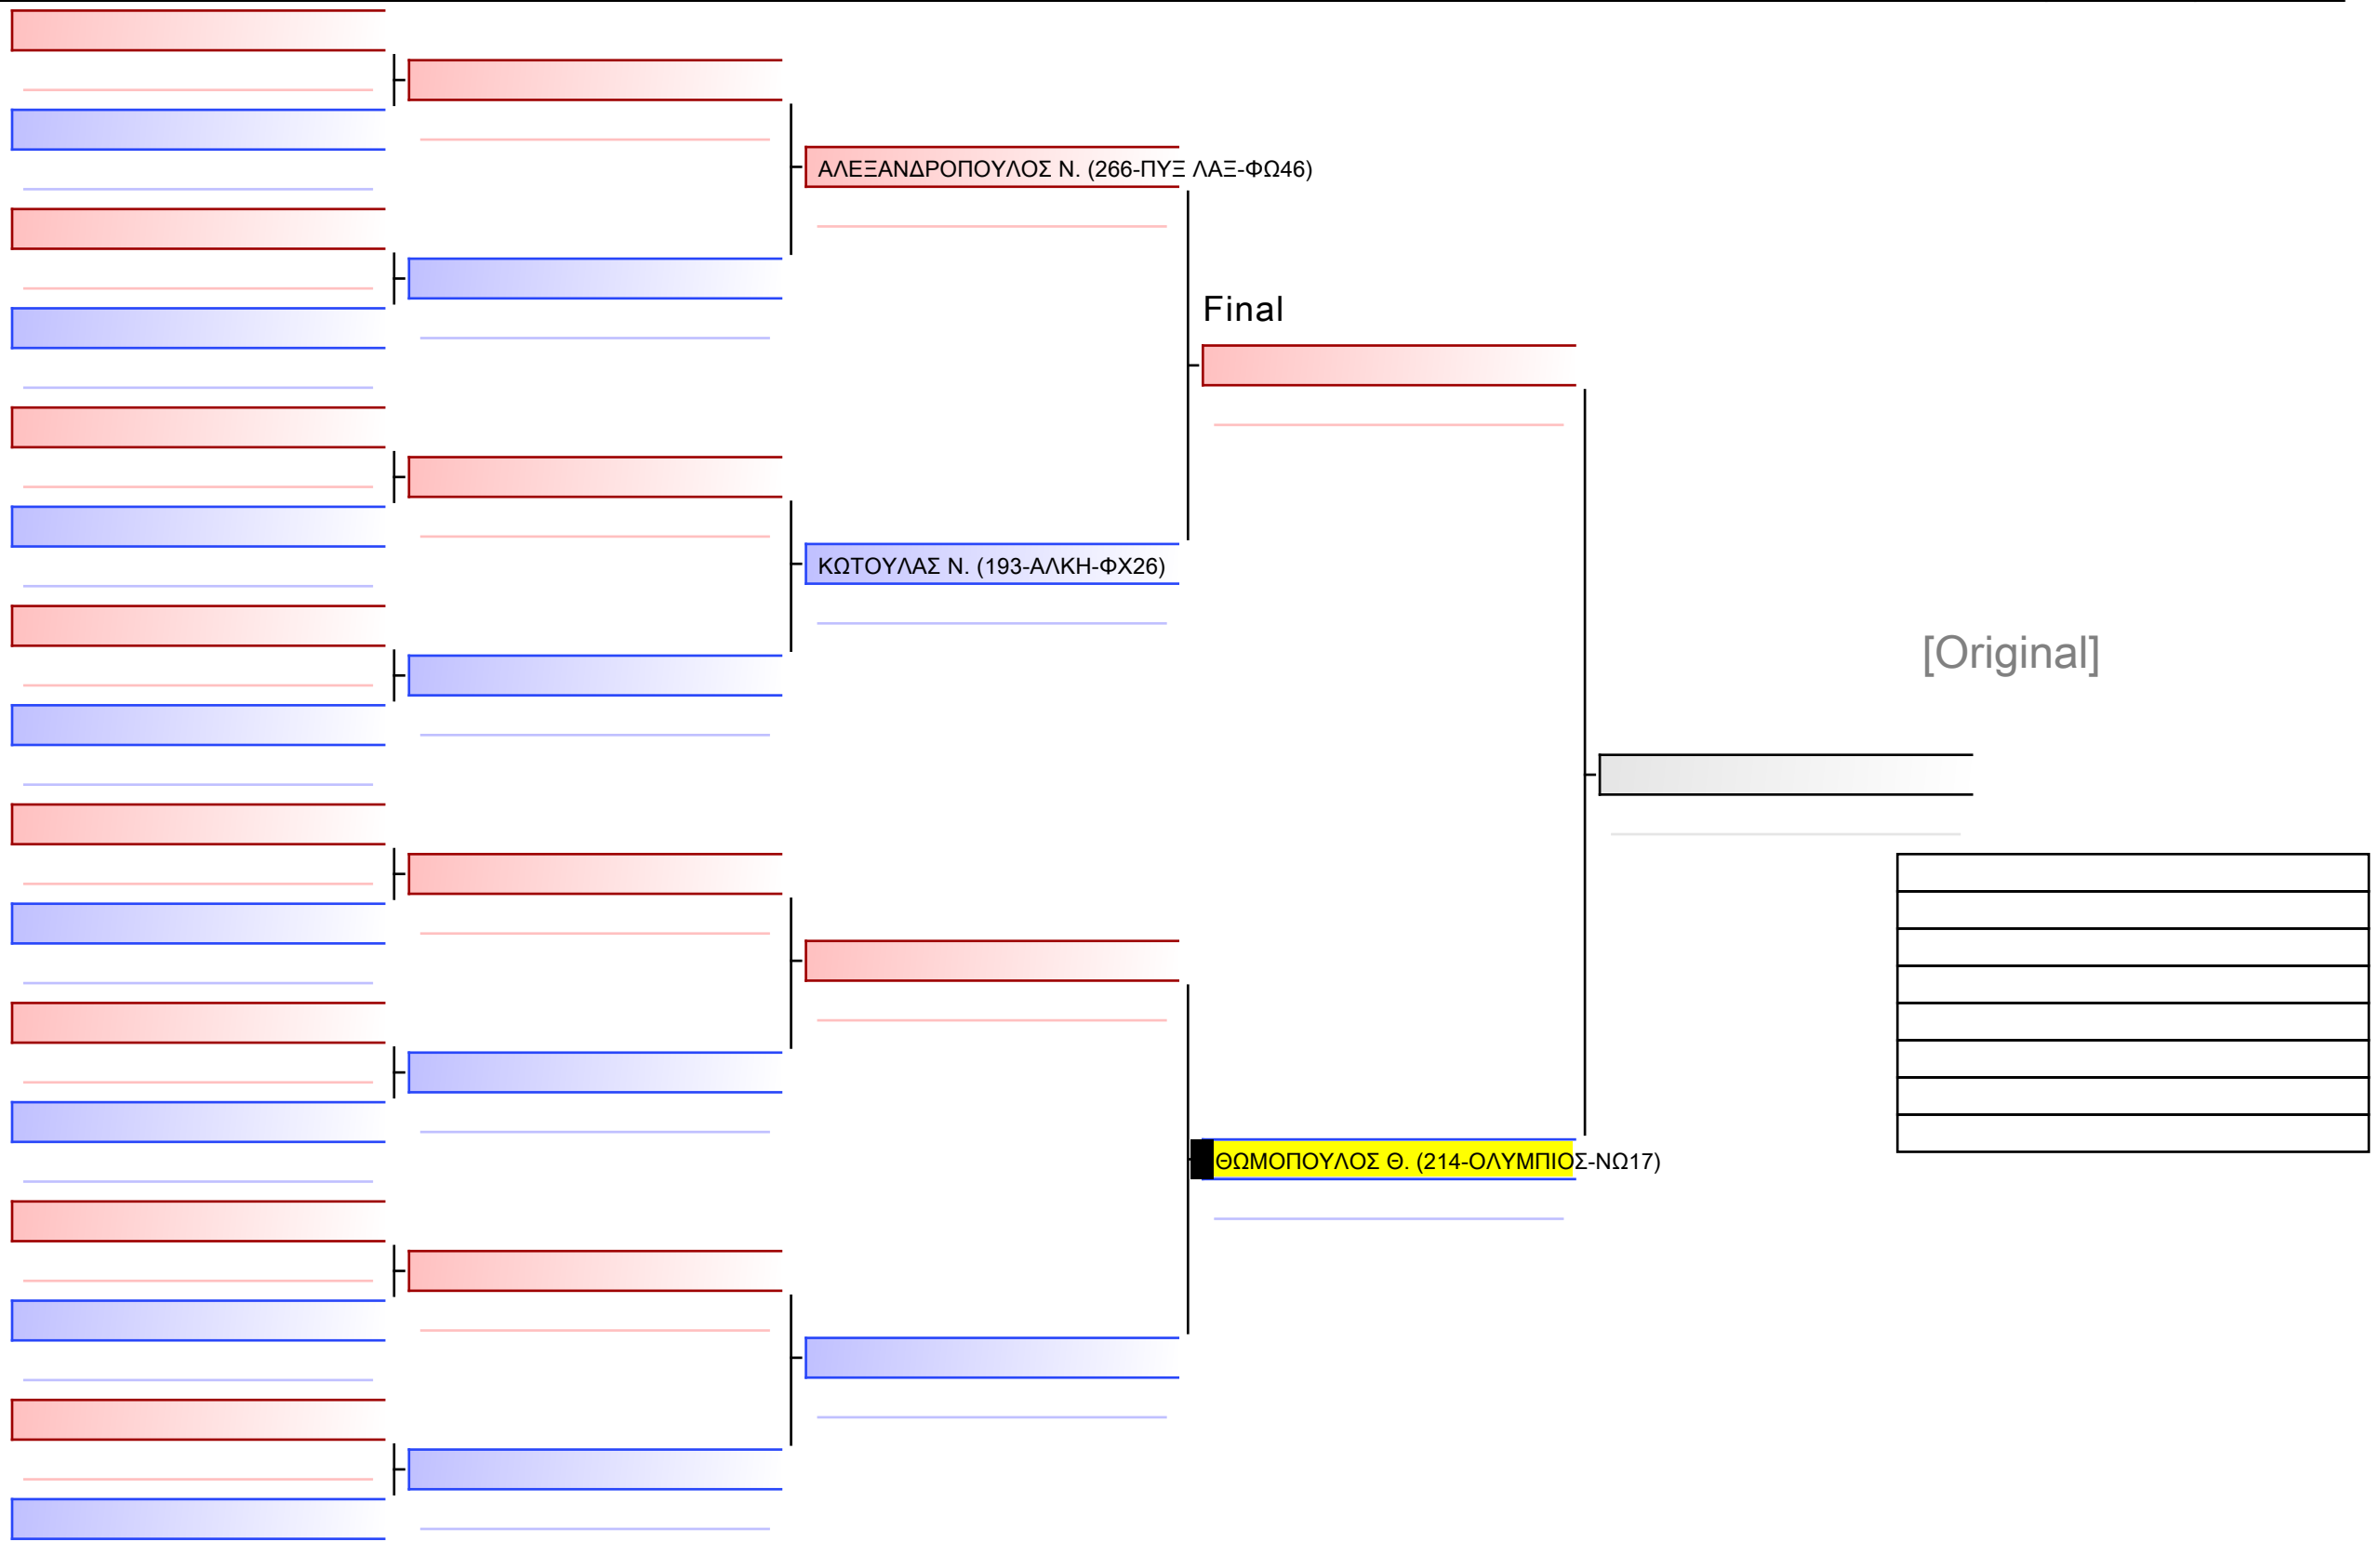 ΑΛΕΞΑΝΔΡΟΠΟΥΛΟΣ Ν. (266-ΠΥΞ ΛΑΞ-ΦΩ46)
Final
ΚΩΤΟΥΛΑΣ Ν. (193-ΑΛΚΗ-ΦΧ26)
[Original]
ΘΩΜΟΠΟΥΛΟΣ Θ. (214-ΟΛΥΜΠΙΟΣ-ΝΩ17)